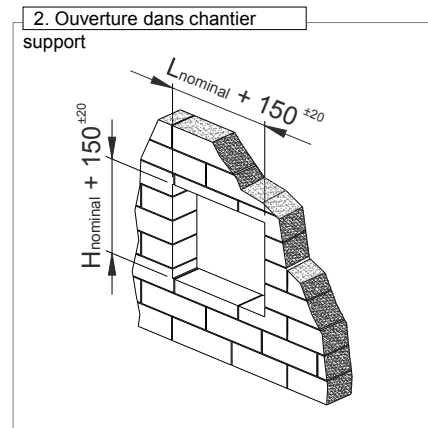 2. Ouverture dans chantier
support
Lnominal + 150 ±20
Hnominal + 150 ±20